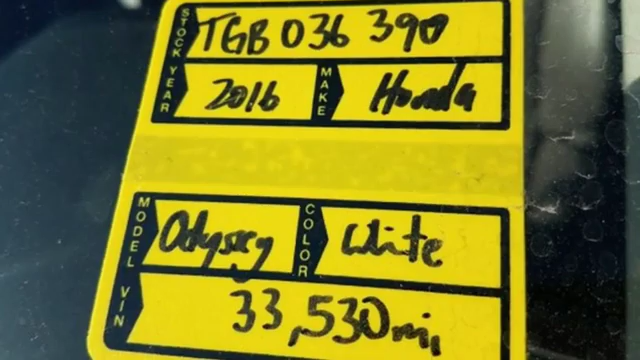 STOCK TGB 036 390
YEAR 2016 MAKE Honda
MODEL Odyssey COLOR White
VIN 33,530 mi